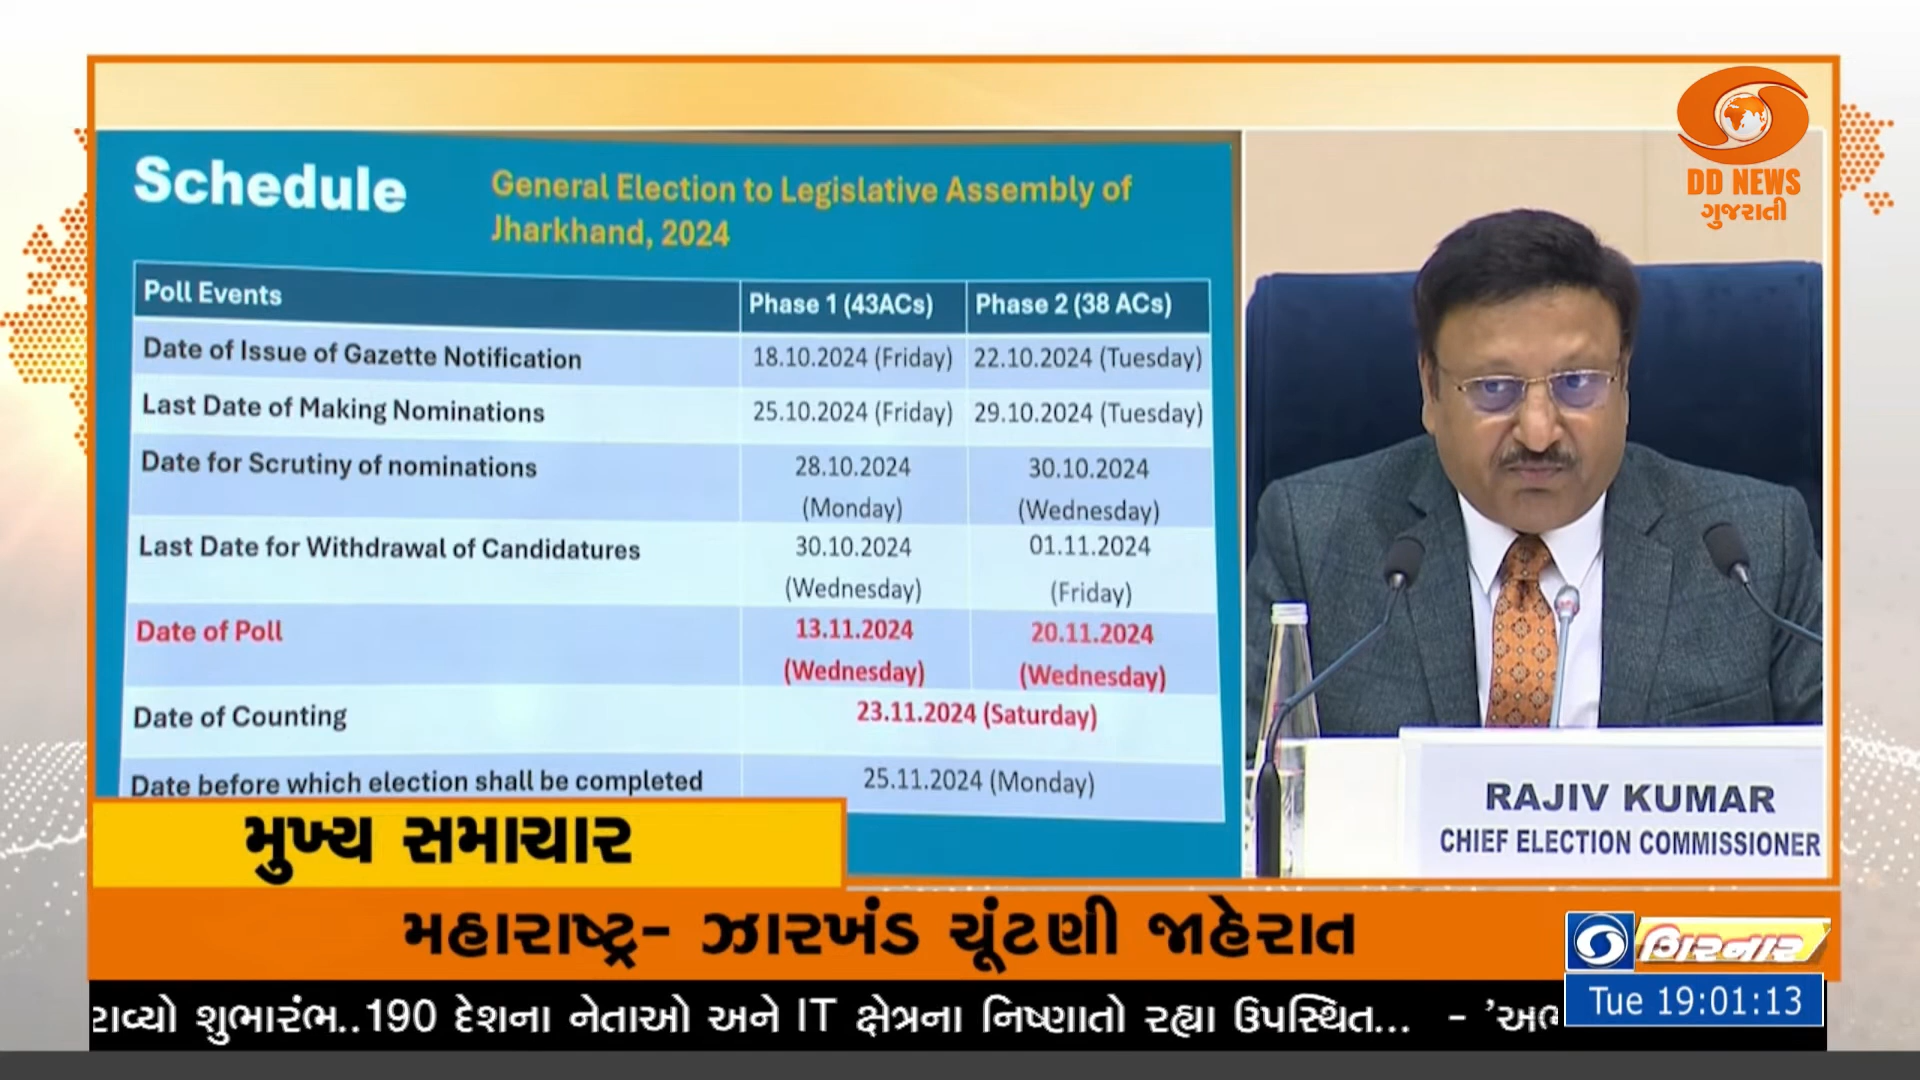 Schedule
General Election to Legislative Assembly of
Jharkhand, 2024
Poll Events
Phase 1 (43ACs)
Phase 2 (38 ACs)
Date of Issue of Gazette Notification
18.10.2024 (Friday)
22.10.2024 (Tuesday)
Last Date of Making Nominations
25.10.2024 (Friday)
29.10.2024 (Tuesday)
Date for Scrutiny of nominations
28.10.2024
(Monday)
30.10.2024
(Wednesday)
Last Date for Withdrawal of Candidatures
30.10.2024
(Wednesday)
01.11.2024
(Friday)
Date of Poll
13.11.2024
(Wednesday)
20.11.2024
(Wednesday)
Date of Counting
23.11.2024 (Saturday)
Date before which election shall be completed
25.11.2024 (Monday)
DD NEWS
ગુજરાતી
RAJIV KUMAR
CHIEF ELECTION COMMISSIONER
મુખ્ય સમાચાર
મહારાષ્ટ્ર- ઝારખંડ ચૂંટણી જાહેરાત
ગિરનાર
રાવ્યો શુભારંભ..190 દેશના નેતાઓ અને IT ક્ષેત્રના નિષ્ણાતો રહ્યા ઉપસ્થિત... - 'અભ
Tue 19:01:13